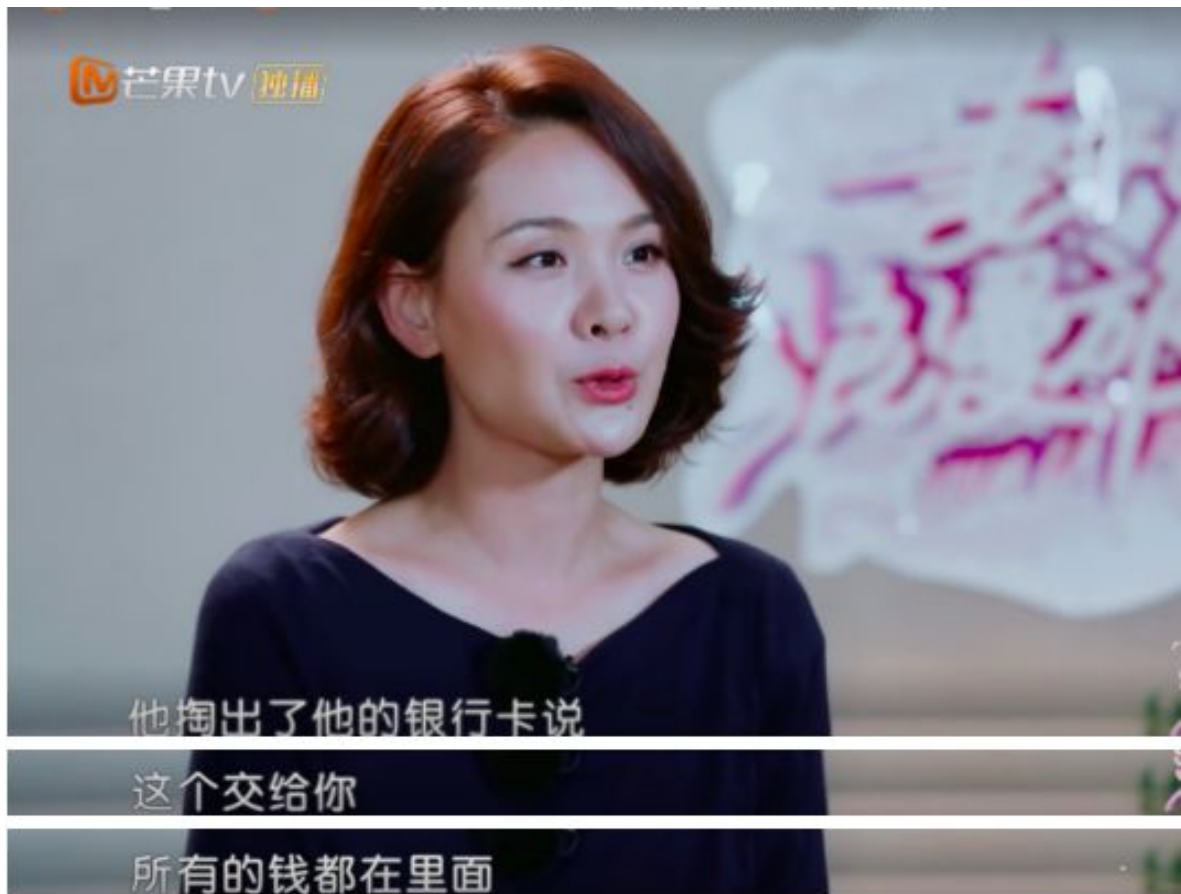 芒果tv 独播
他掏出了他的银行卡说
这个交给你
所有的钱都在里面